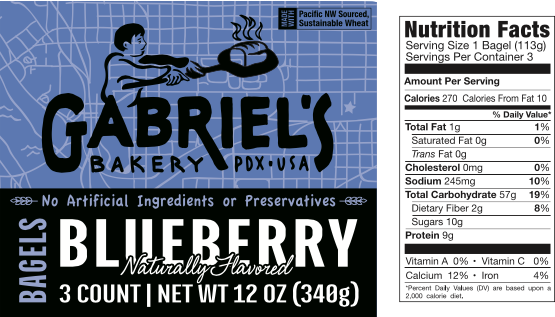 MADE WITH
Pacific NW Sourced,
Sustainable Wheat
GABRIEL'S
BAKERY PDX•USA
No Artificial Ingredients or Preservatives
BAGELS
BLUEBERRY
Naturally Flavored
3 COUNT | NET WT 12 OZ (340g)
Nutrition Facts
Serving Size 1 Bagel (113g)
Servings Per Container 3
Amount Per Serving
Calories 270 Calories From Fat 10
% Daily Value*
Total Fat 1g 1%
Saturated Fat 0g 0%
Trans Fat 0g
Cholesterol 0mg 0%
Sodium 245mg 10%
Total Carbohydrate 57g 19%
Dietary Fiber 2g 8%
Sugars 10g
Protein 9g
Vitamin A 0% • Vitamin C 0%
Calcium 12% • Iron 4%
*Percent Daily Values (DV) are based upon a
2,000 calorie diet.